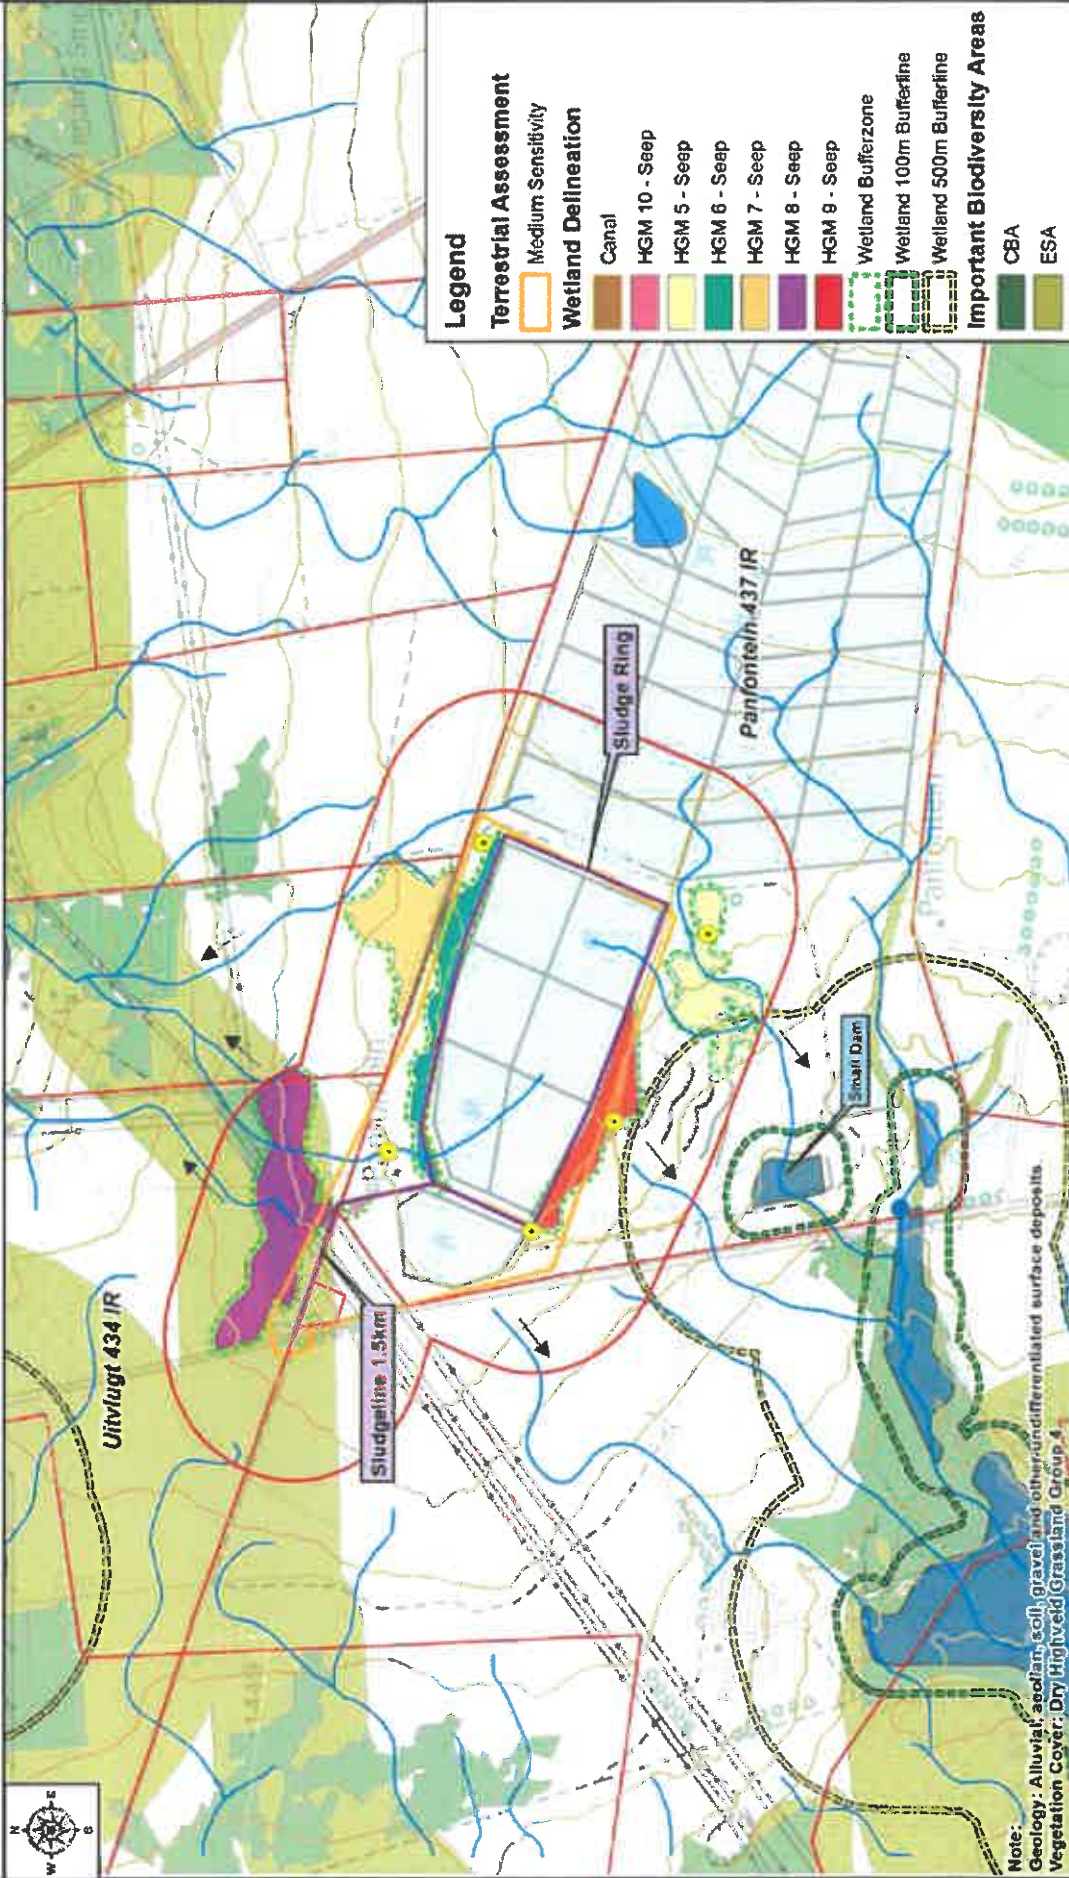 N
W
E
S
Uitvlugt 434 IR
Sludgeline 1.5km
Sludge Ring
Panfontein 437 IR
Small Dam
Legend
Terrestrial Assessment
Medium Sensitivity
Wetland Delineation
Canal
HGM 10 - Seep
HGM 5 - Seep
HGM 6 - Seep
HGM 7 - Seep
HGM 8 - Seep
HGM 9 - Seep
Wetland Bufferzone
Wetland 100m Bufferline
Wetland 500m Bufferline
Important Biodiversity Areas
CBA
ESA
Note:
Geology: Alluvial, aeolian, soil, gravel and other undifferentiated surface deposits.
Vegetation Cover: Dry Highveld Grassland Group 4